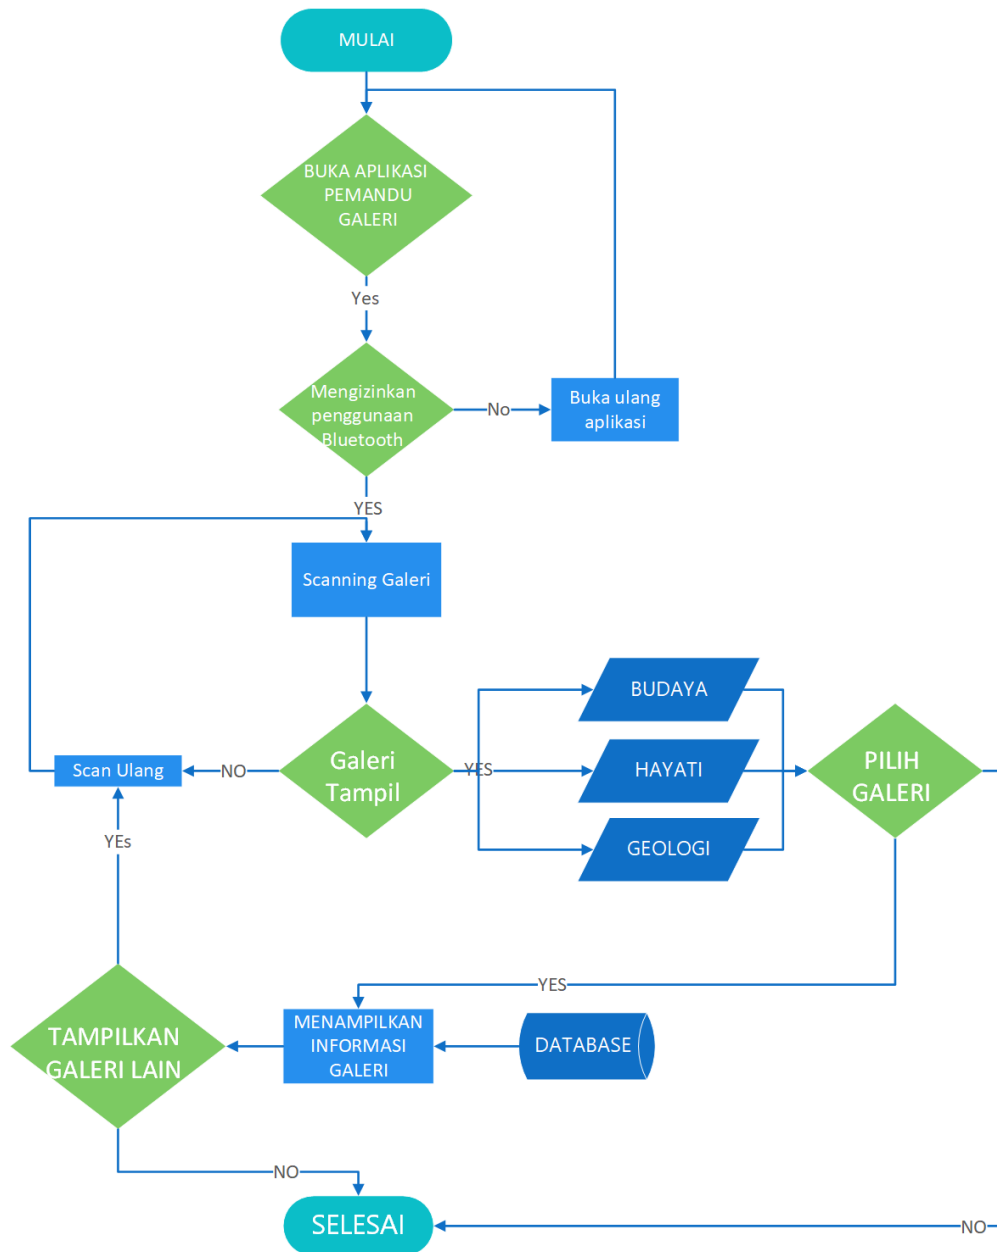 MULAI
BUKA APLIKASI
PEMANDU
GALERI
Yes
Mengizinkan
penggunaan
Bluetooth
No
Buka ulang
aplikasi
YES
Scanning Galeri
Galeri
Tampil
NO
Scan Ulang
YES
BUDAYA
HAYATI
GEOLOGI
PILIH
GALERI
YEs
YES
TAMPILKAN
GALERI LAIN
MENAMPILKAN
INFORMASI
GALERI
DATABASE
NO
SELESAI
NO